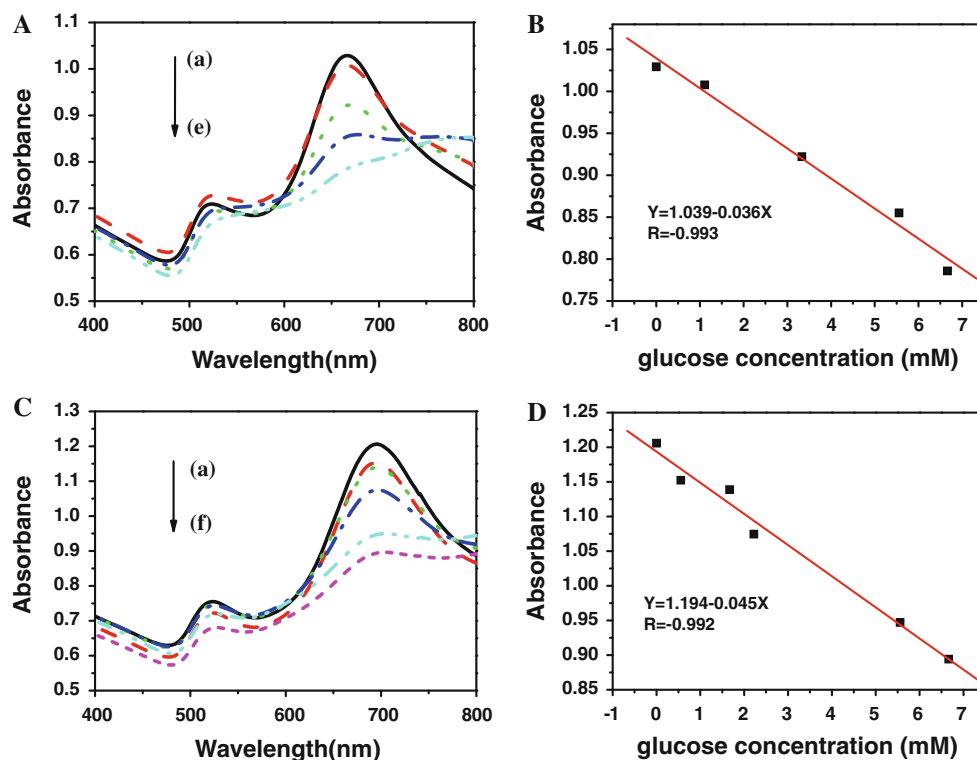 A
(a)
(e)
1.1
1.0
0.9
0.8
0.7
0.6
0.5
Absorbance
400 500 600 700 800
Wavelength(nm)
B
1.05
1.00
0.95
0.90
0.85
0.80
0.75
Absorbance
Y=1.039-0.036X
R=-0.993
-1 0 1 2 3 4 5 6 7
glucose concentration (mM)
C
(a)
(f)
1.3
1.2
1.1
1.0
0.9
0.8
0.7
0.6
0.5
Absorbance
400 500 600 700 800
Wavelength(nm)
D
1.25
1.20
1.15
1.10
1.05
1.00
0.95
0.90
0.85
Absorbance
Y=1.194-0.045X
R=-0.992
-1 0 1 2 3 4 5 6 7
glucose concentration (mM)